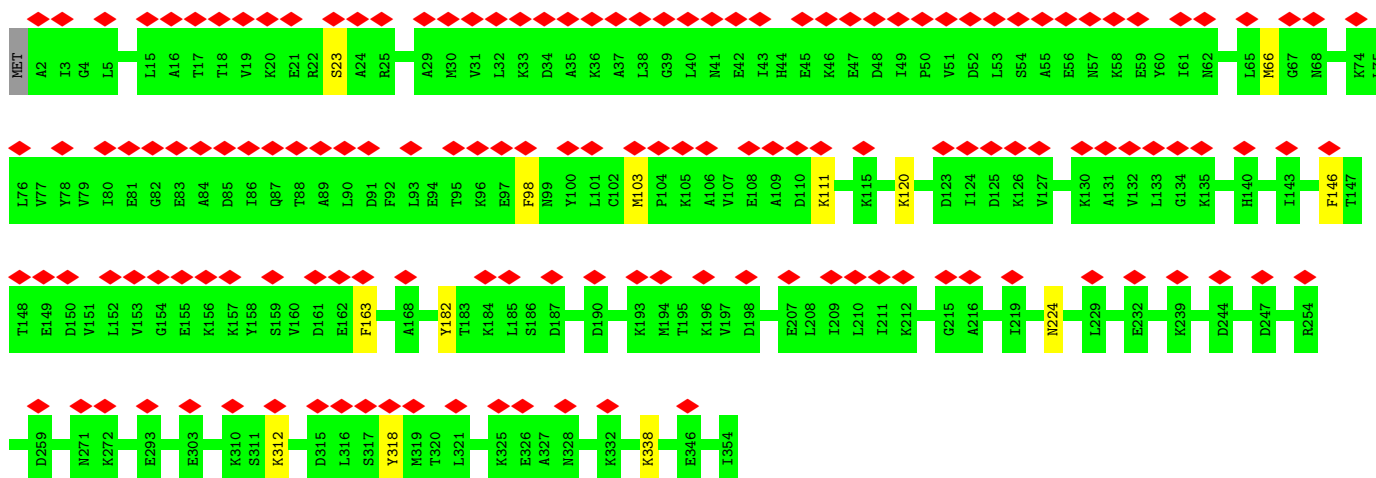 MET A2 I3 G4 L5 L15 A16 T17 T18 V19 K20 E21 R22 S23 A24 R25 A29 M30 V31 L32 K33 D34 A35 K36 A37 L38 G39 L40 N41 E42 I43 H44 E45 K46 E47 D48 I49 P50 V51 D52 L53 S54 A55 E56 N57 K58 E59 Y60 I61 N62 L65 M66 G67 N68 K74 L75
L76 V77 Y78 V79 I80 E81 G82 E83 A84 D85 I86 Q87 T88 A89 L90 D91 F92 L93 E94 T95 K96 E97 F98 N99 Y100 L101 C102 M103 P104 K105 A106 V107 E108 A109 D110 K111 K115 K120 D123 I124 D125 K126 V127 K130 A131 V132 L133 G134 K135 H140 I143 F146 T147
T148 E149 D150 V151 L152 V153 G154 E155 K156 K157 Y158 S159 V160 D161 E162 F163 A168 Y182 T183 K184 L185 S186 D187 D190 K193 M194 T195 K196 V197 D198 E207 L208 I209 L210 I211 K212 G215 A216 I219 N224 L229 E232 K239 D244 D247 R254
D259 N271 K272 E293 E303 K310 S311 K312 D315 L316 S317 Y318 M319 T320 L321 K325 E326 A327 N328 K332 K338 E346 I354